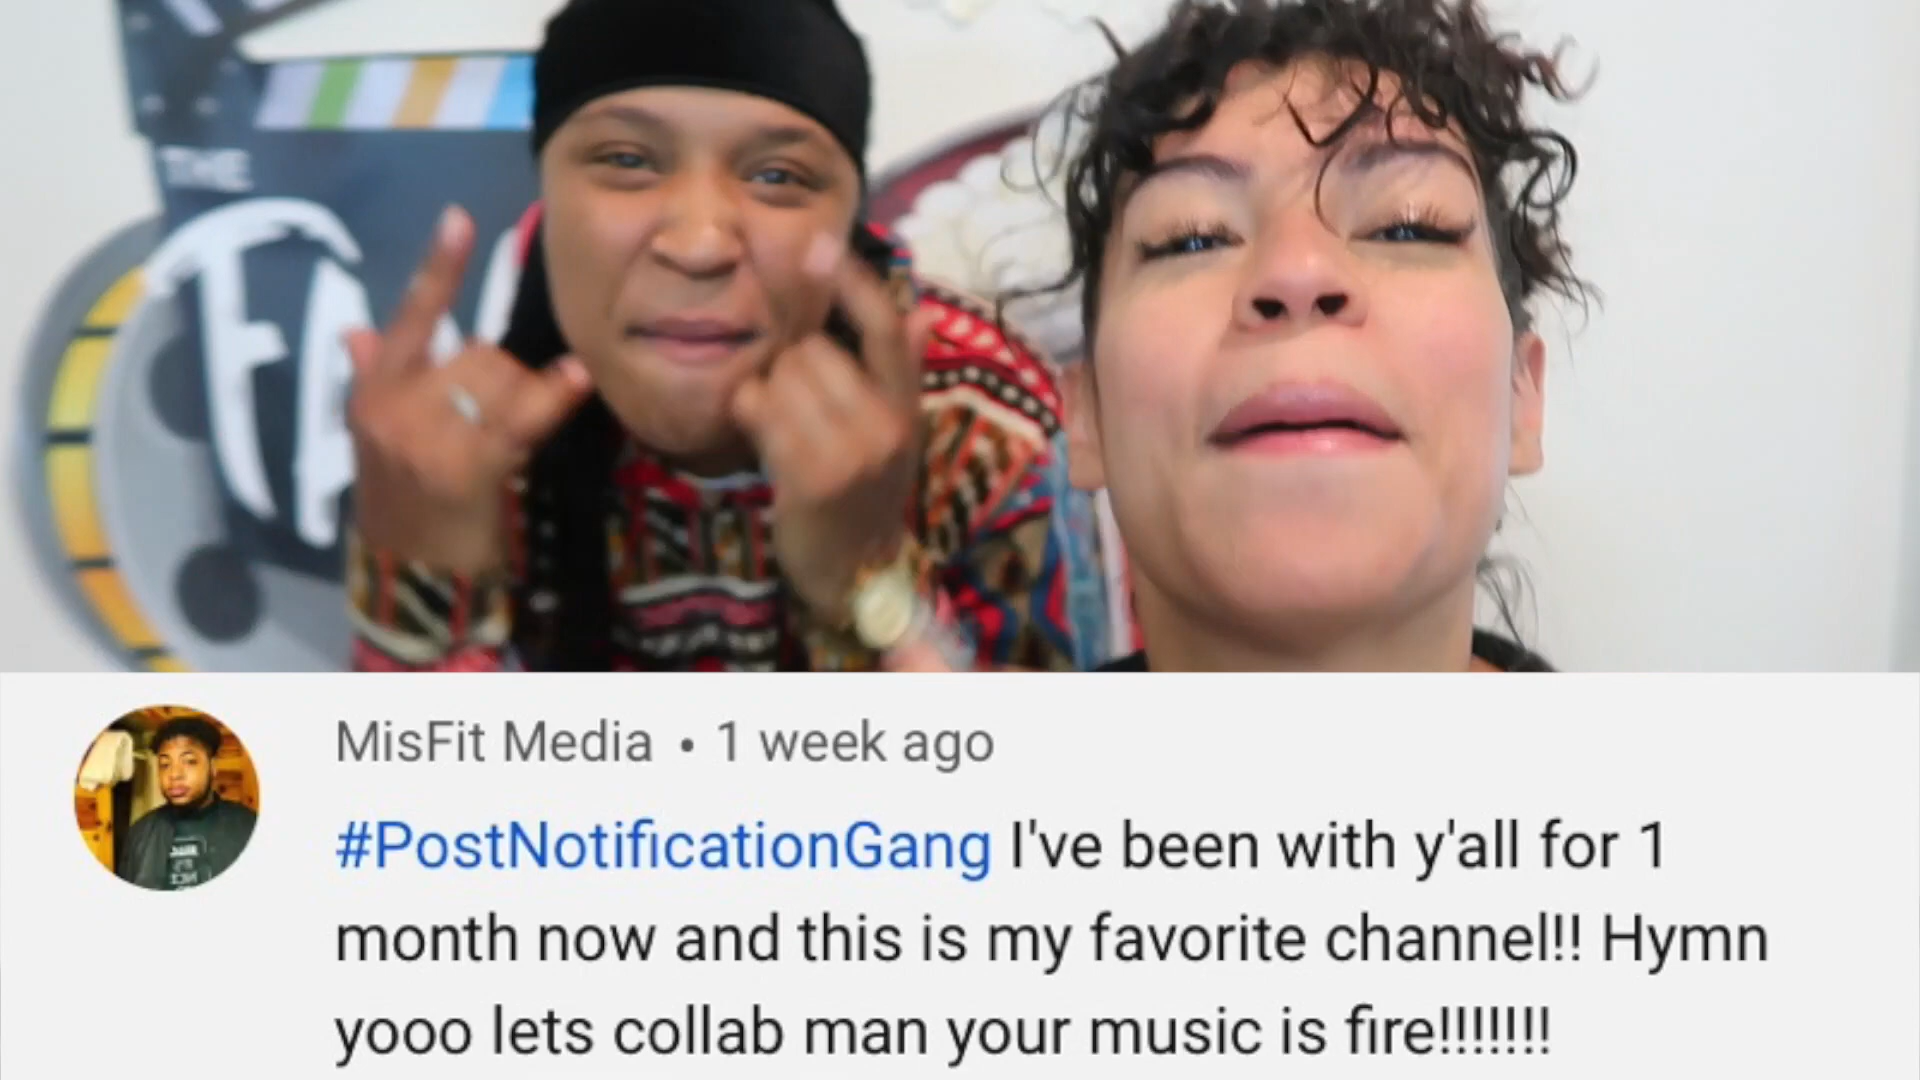 THE
MisFit Media • 1 week ago
#PostNotificationGang I've been with y'all for 1
month now and this is my favorite channel!! Hymn
yooo lets collab man your music is fire!!!!!!!